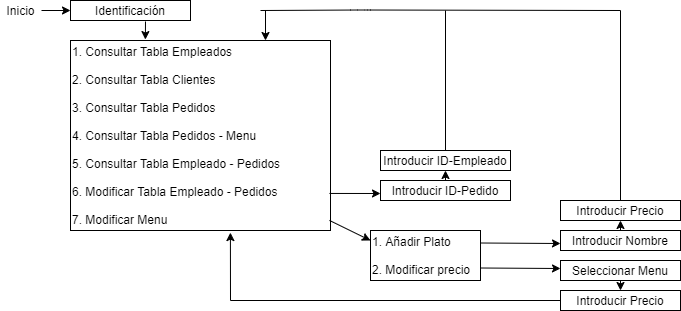 Inicio
Identificación
1. Consultar Tabla Empleados
2. Consultar Tabla Clientes
3. Consultar Tabla Pedidos
4. Consultar Tabla Pedidos - Menu
5. Consultar Tabla Empleado - Pedidos
6. Modificar Tabla Empleado - Pedidos
7. Modificar Menu
Introducir ID-Empleado
Introducir ID-Pedido
1. Añadir Plato
2. Modificar precio
Introducir Precio
Introducir Nombre
Seleccionar Menu
Introducir Precio